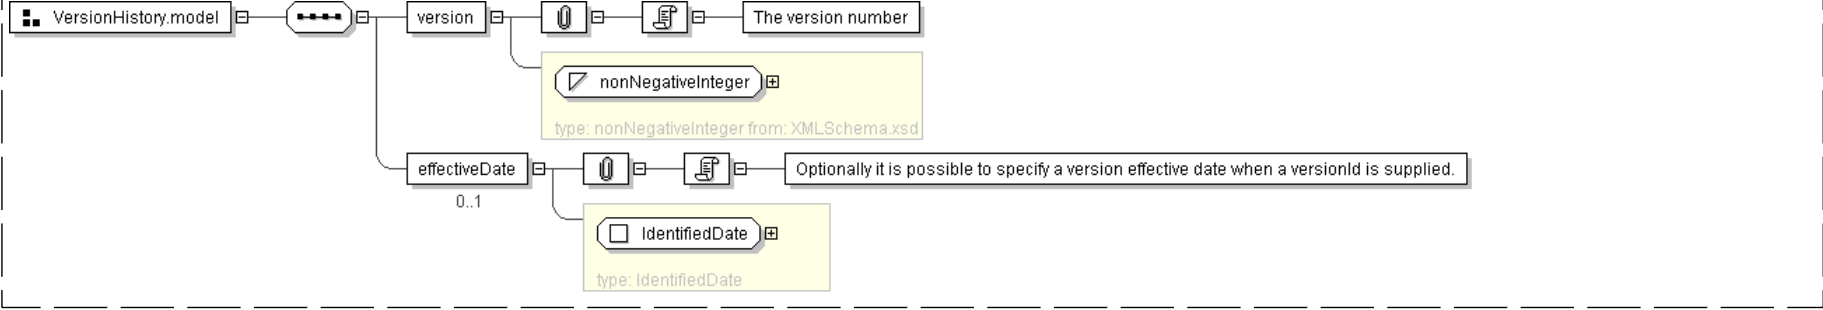 VersionHistory.model
version
The version number
nonNegativeInteger
type: nonNegativeInteger from: XMLSchema.xsd
effectiveDate
Optionally it is possible to specify a version effective date when a versionId is supplied.
0..1
IdentifiedDate
type: IdentifiedDate